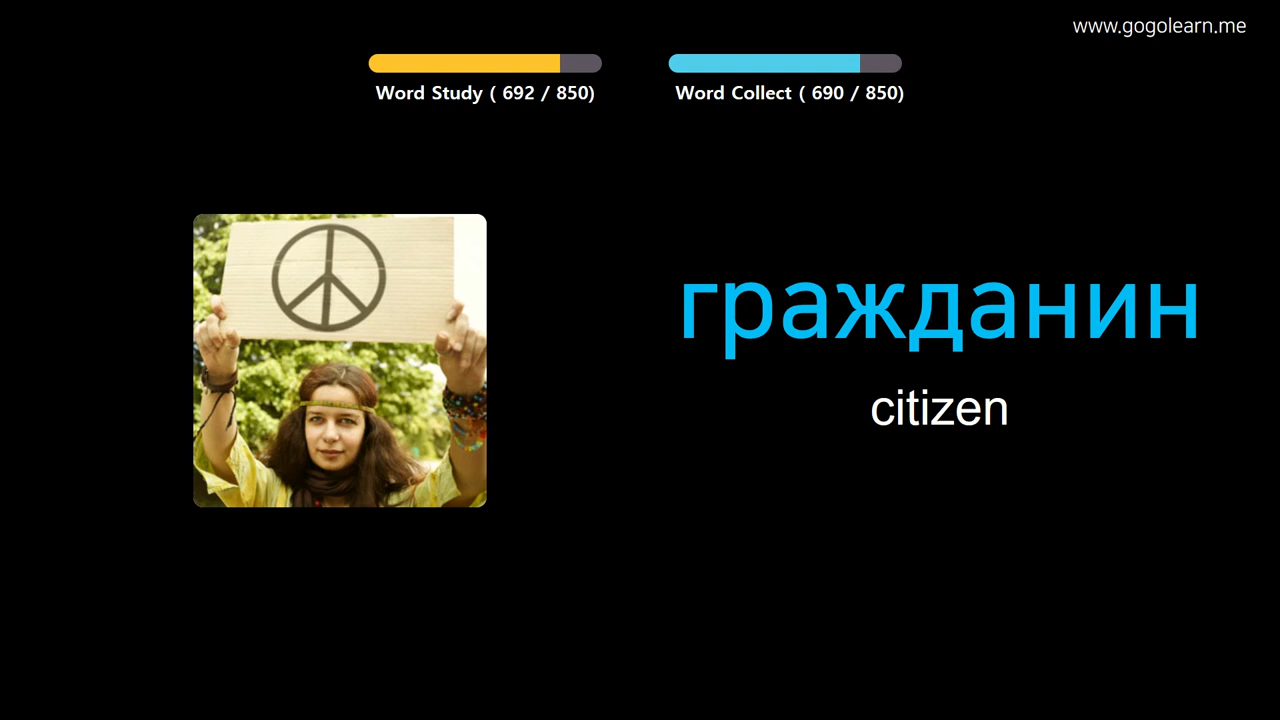 www.gogolearn.me
Word Study ( 692 / 850)
Word Collect ( 690 / 850)
гражданин
citizen